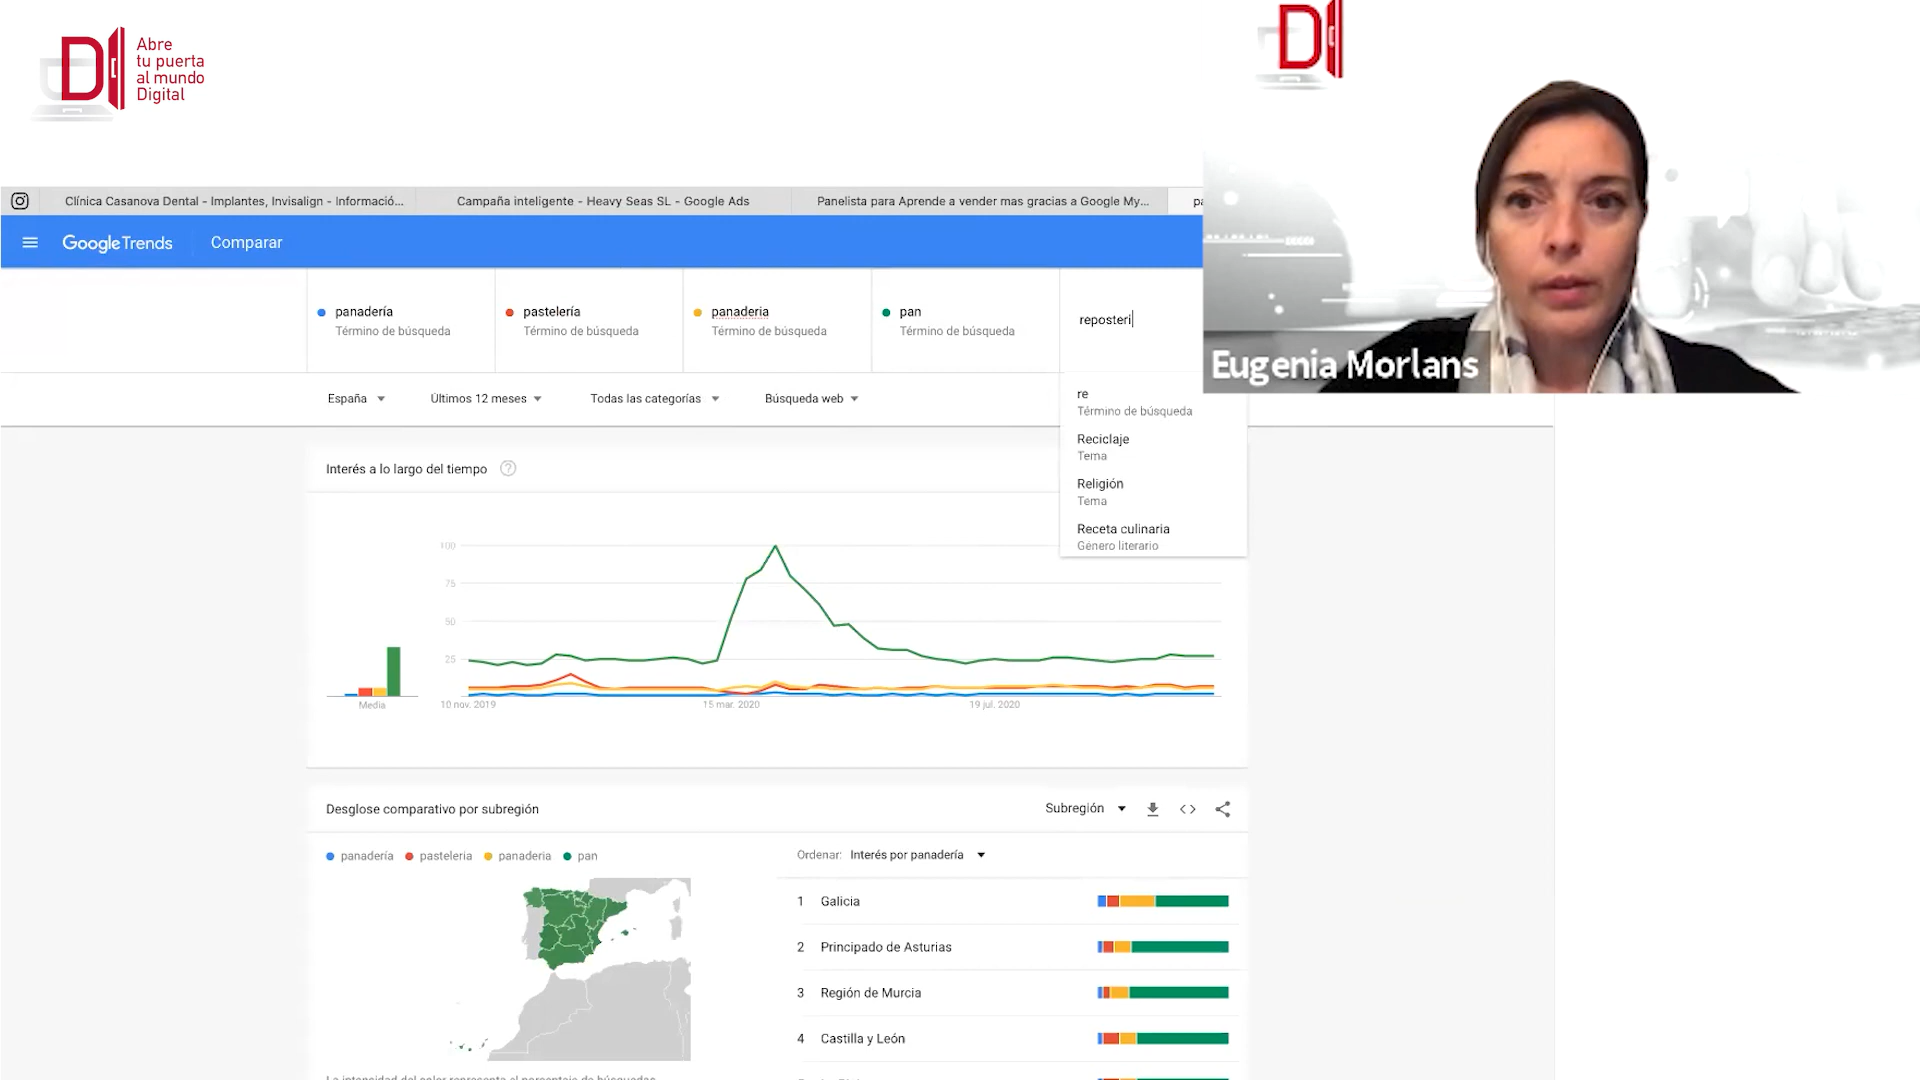 D
Abre
tu puerta
al mundo
Digital
D
Clínica Casanova Dental - Implantes, Invisalign - Informació...
Campaña inteligente - Heavy Seas SL - Google Ads
Panelista para Aprende a vender mas gracias a Google My...
Google Trends
Comparar
panadería
Término de búsqueda
pastelería
Término de búsqueda
panaderia
Término de búsqueda
pan
Término de búsqueda
reposteri
Eugenia Morlans
España
Últimos 12 meses
Todas las categorías
Búsqueda web
re
Término de búsqueda
Reciclaje
Tema
Religión
Tema
Receta culinaria
Género literario
Interés a lo largo del tiempo
100
75
50
25
Media
10 nov. 2019
15 mar. 2020
19 jul. 2020
Desglose comparativo por subregión
Subregión
panadería
pasteleria
panaderia
pan
Ordenar: Interés por panadería
1 Galicia
2 Principado de Asturias
3 Región de Murcia
4 Castilla y León